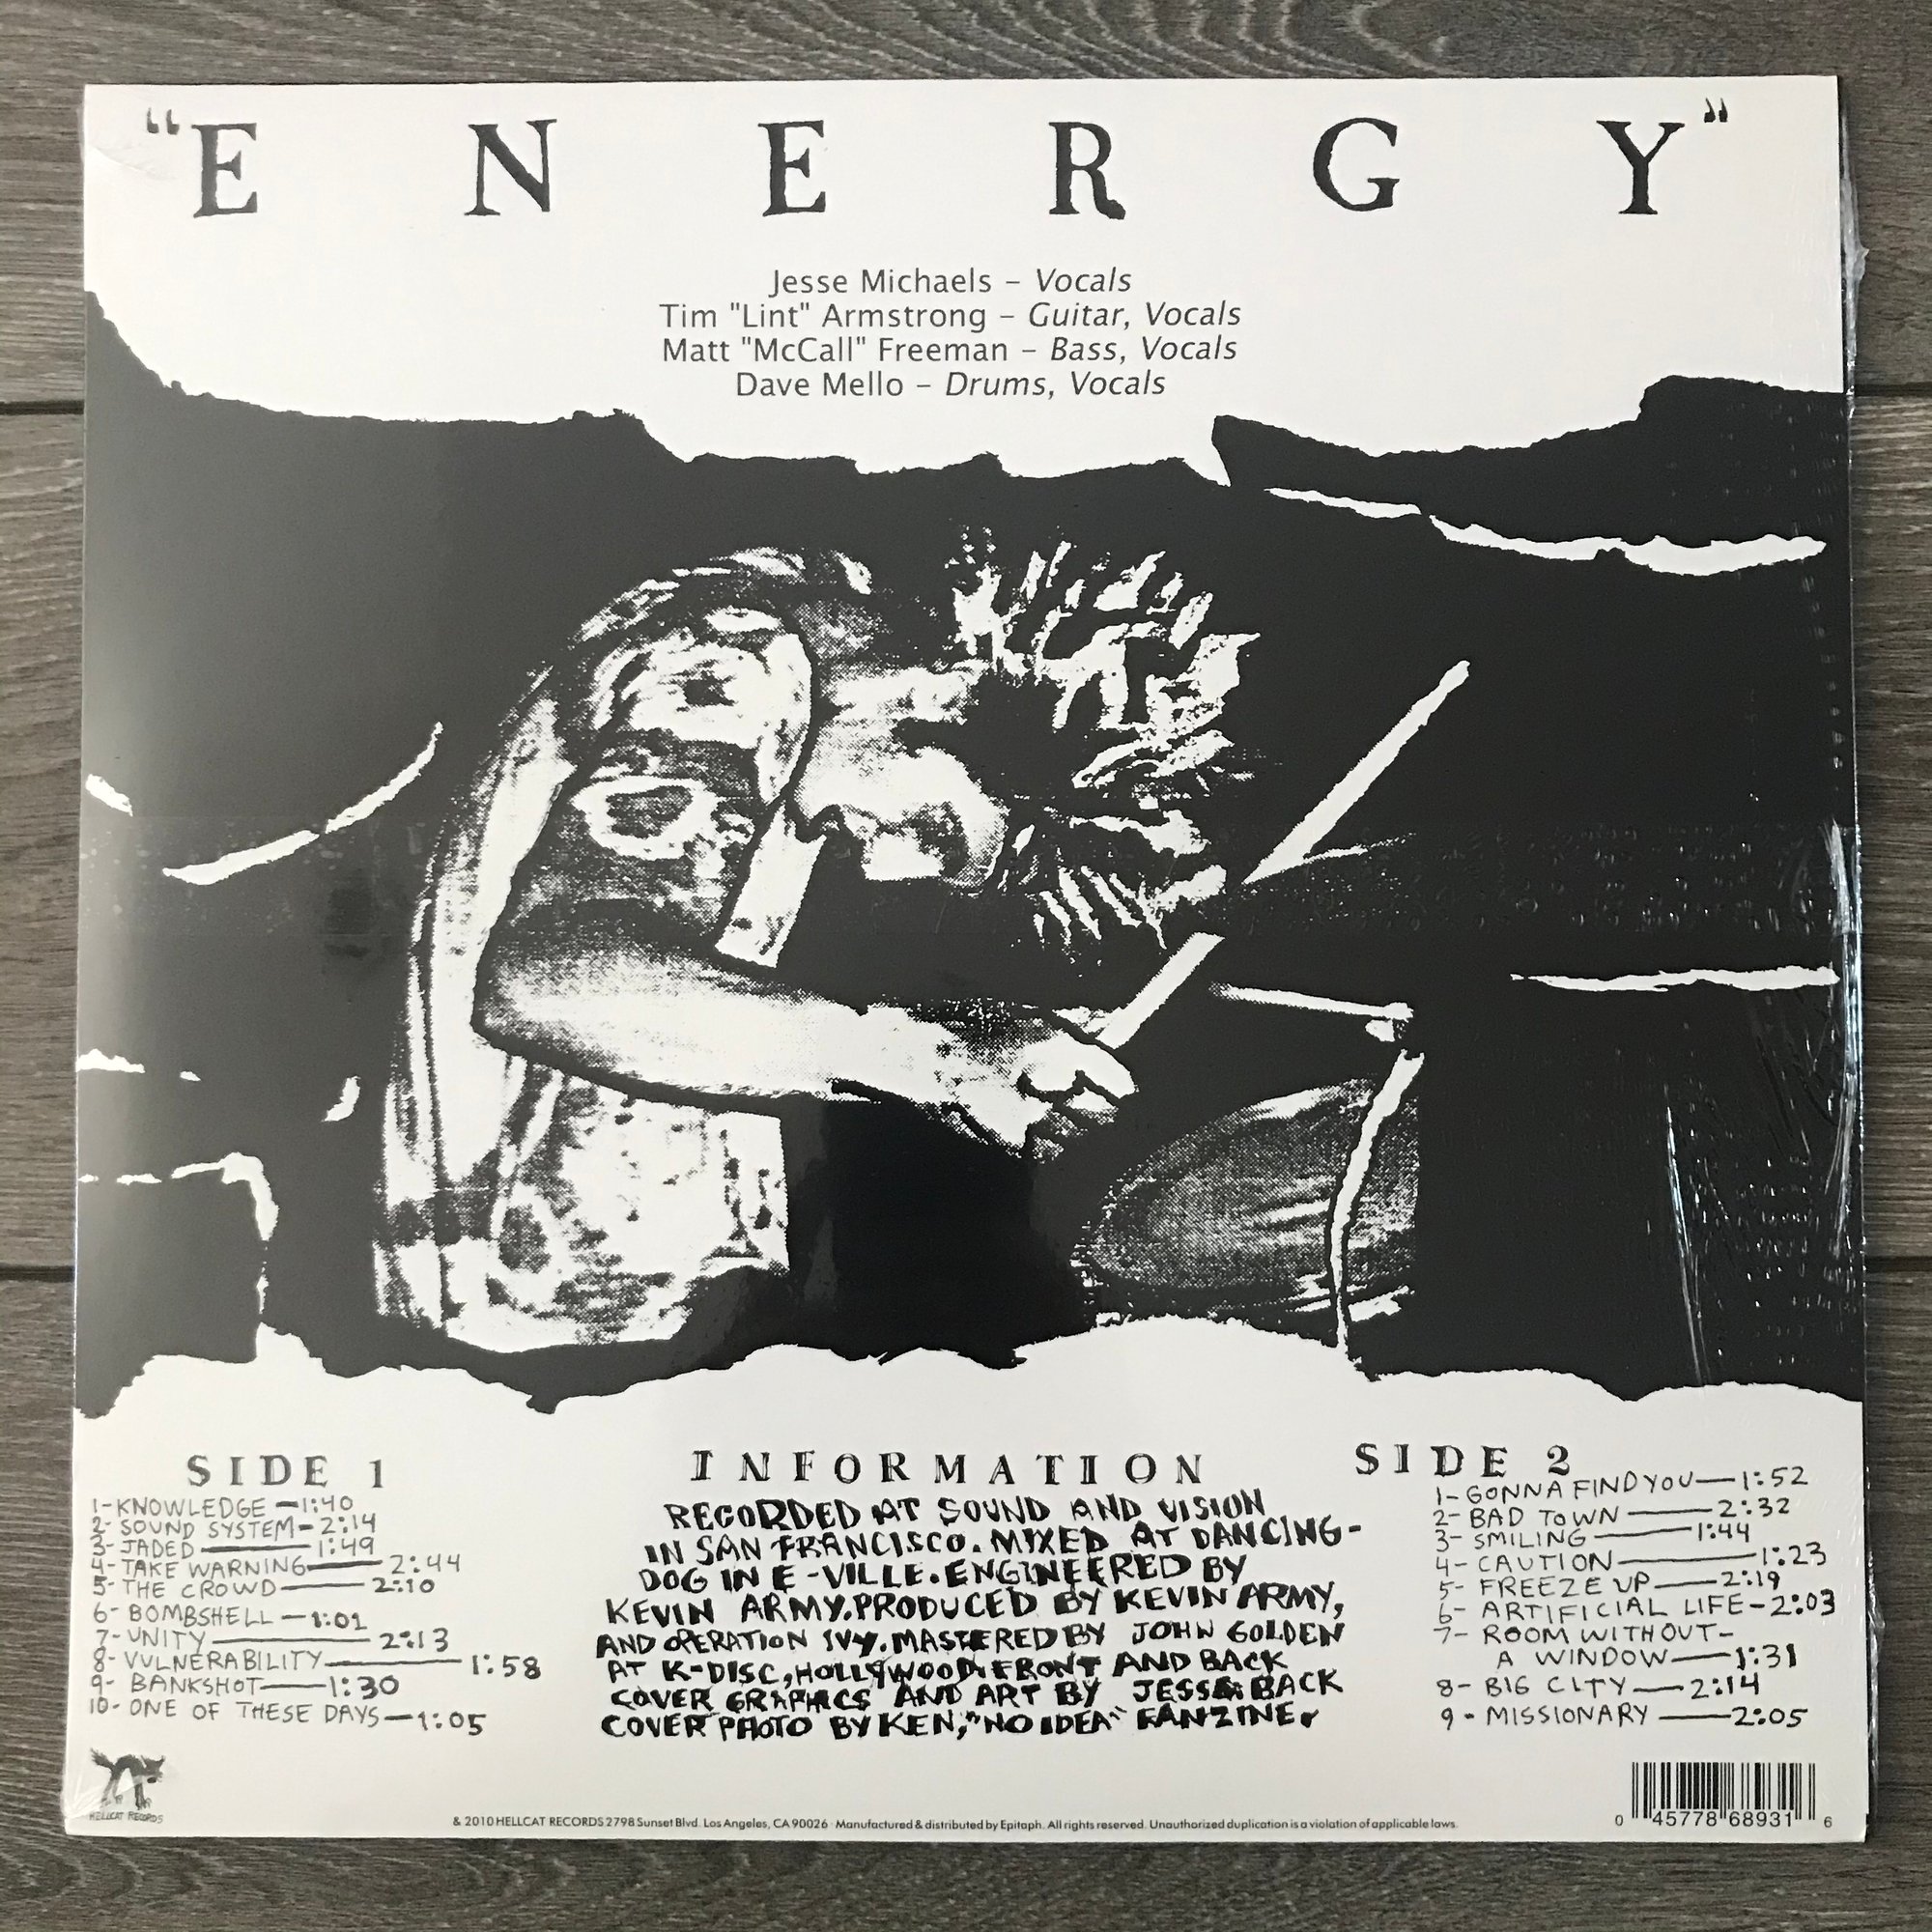 "ENERGY"
Jesse Michaels – Vocals
Tim "Lint" Armstrong – Guitar, Vocals
Matt "McCall" Freeman – Bass, Vocals
Dave Mello – Drums, Vocals
SIDE 1
1-KNOWLEDGE—1:40
2-SOUND SYSTEM-2:14
3-JADED—1:49
4-TAKE WARNING—2:44
5-THE CROWD—2:10
6-BOMBSHELL—1:01
7-UNITY—2:13
8-VULNERABILITY—1:58
9-BANKSHOT—1:30
10-ONE OF THESE DAYS—1:05
INFORMATION
RECORDED AT SOUND AND VISION
IN SAN FRANCISCO. MIXED AT DANCING-
DOG IN E-VILLE. ENGINEERED BY
KEVIN ARMY. PRODUCED BY KEVIN ARMY,
AND OPERATION IVY. MASTERED BY JOHN GOLDEN
AT K-DISC, HOLLYWOOD. FRONT AND BACK
COVER GRAPHICS AND ART BY JESSE. BACK
COVER PHOTO BY KEN, "NO IDEA" FANZINE.
SIDE 2
1-GONNA FIND YOU—1:52
2-BAD TOWN—2:32
3-SMILING—1:44
4-CAUTION—1:23
5-FREEZE UP—2:19
6-ARTIFICIAL LIFE-2:03
7-ROOM WITHOUT-
A WINDOW—1:31
8-BIG CITY—2:14
9-MISSIONARY—2:05
HELLCAT RECORDS
& 2010 HELLCAT RECORDS 2798 Sunset Blvd. Los Angeles, CA 90026 Manufactured & distributed by Epitaph. All rights reserved. Unauthorized duplication is a violation of applicable laws.
0 45778 68931 6